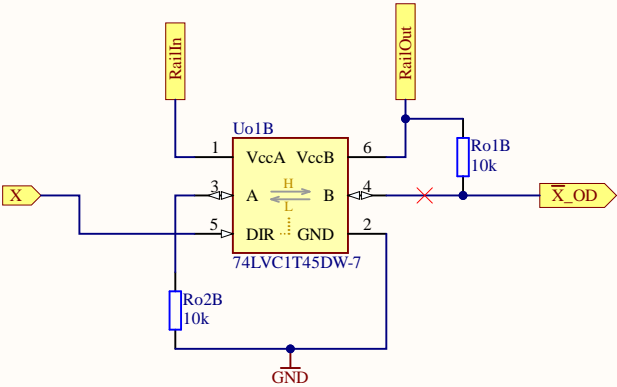 RailIn
RailOut
Uo1B
1
VccA
VccB
6
Ro1B
10k
X
3
A
H
L
B
4
X̅_OD
5
DIR
GND
2
74LVC1T45DW-7
Ro2B
10k
GND